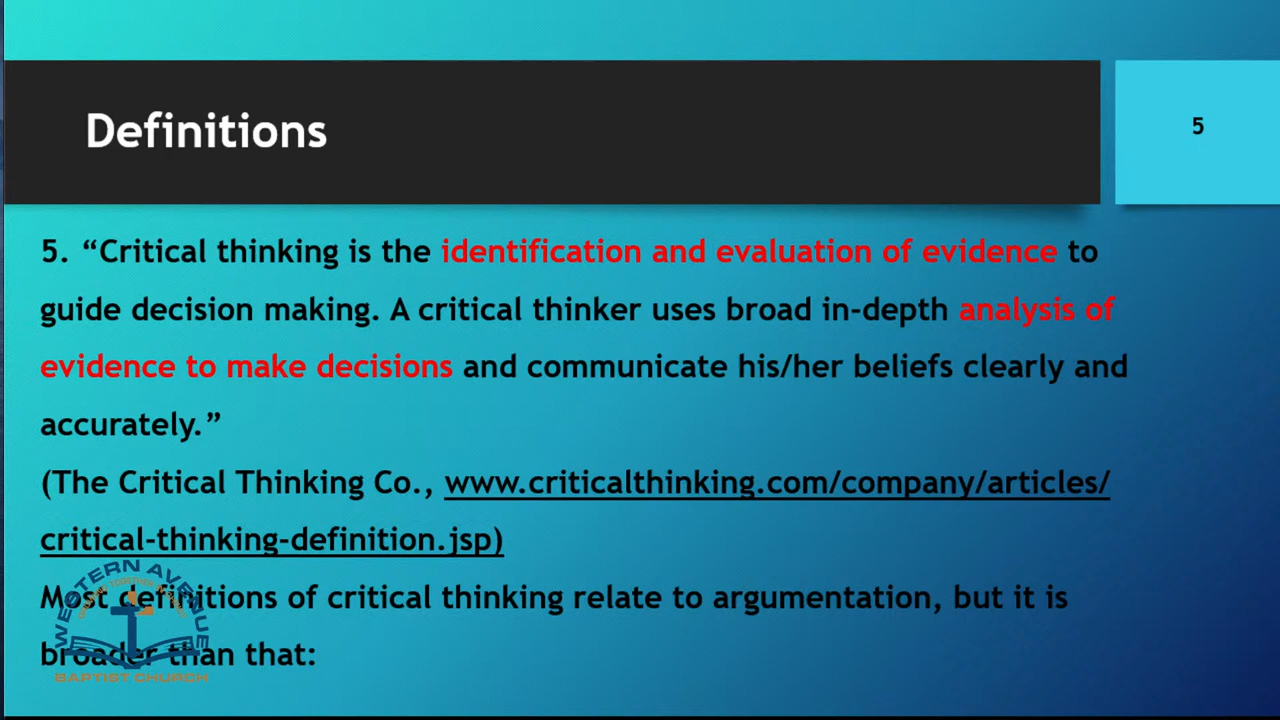 Definitions
5
5. “Critical thinking is the identification and evaluation of evidence to
guide decision making. A critical thinker uses broad in-depth analysis of
evidence to make decisions and communicate his/her beliefs clearly and
accurately.”
(The Critical Thinking Co., www.criticalthinking.com/company/articles/
critical-thinking-definition.jsp)
Most definitions of critical thinking relate to argumentation, but it is
broader than that:
WESTERN AVENUE
BAPTIST CHURCH